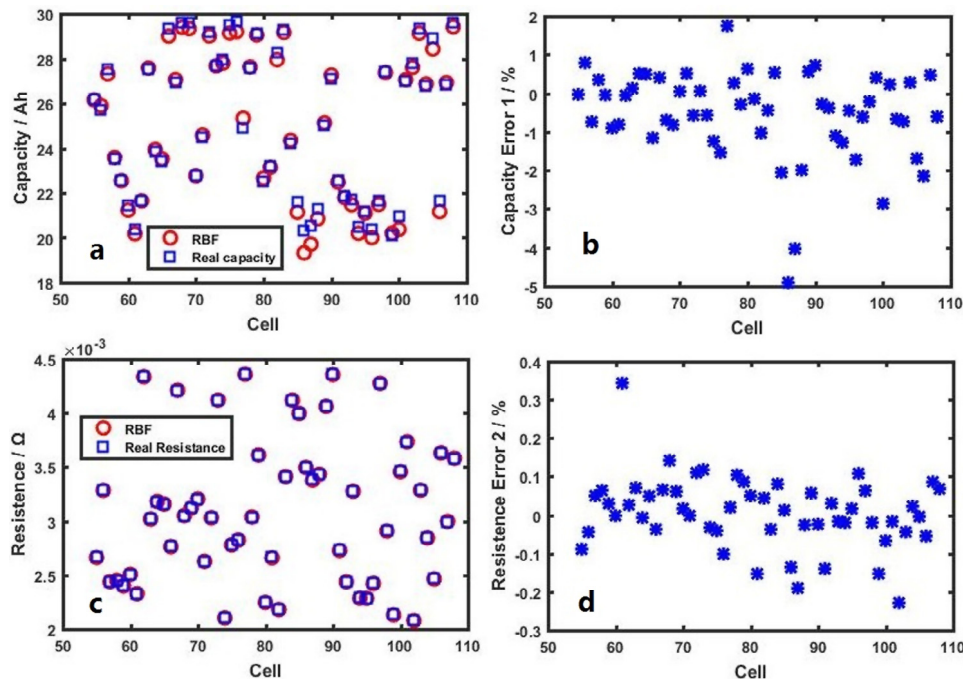 30
28
26
24
22
20
18
Capacity / Ah
a
RBF
Real capacity
50 60 70 80 90 100 110
Cell
2
1
0
-1
-2
-3
-4
-5
Capacity Error 1 / %
b
50 60 70 80 90 100 110
Cell
×10-3
4.5
4
3.5
3
2.5
2
Resistence / Ω
RBF
Real Resistance
c
50 60 70 80 90 100 110
Cell
0.4
0.3
0.2
0.1
0
-0.1
-0.2
-0.3
Resistence Error 2 / %
d
50 60 70 80 90 100 110
Cell